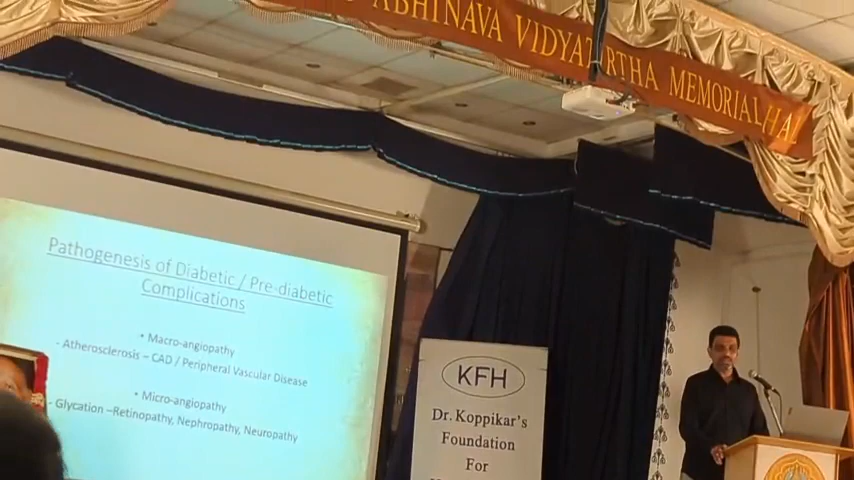 ABHINAVA VIDYATIRTHA MEMORIAL HA
Pathogenesis of Diabetic / Pre-diabetic
Complications
• Macro-angiopathy
- Atherosclerosis – CAD / Peripheral Vascular Disease
• Micro-angiopathy
Glycation –Retinopathy, Nephropathy, Neuropathy
KFH
Dr.Koppikar's
Foundation
For